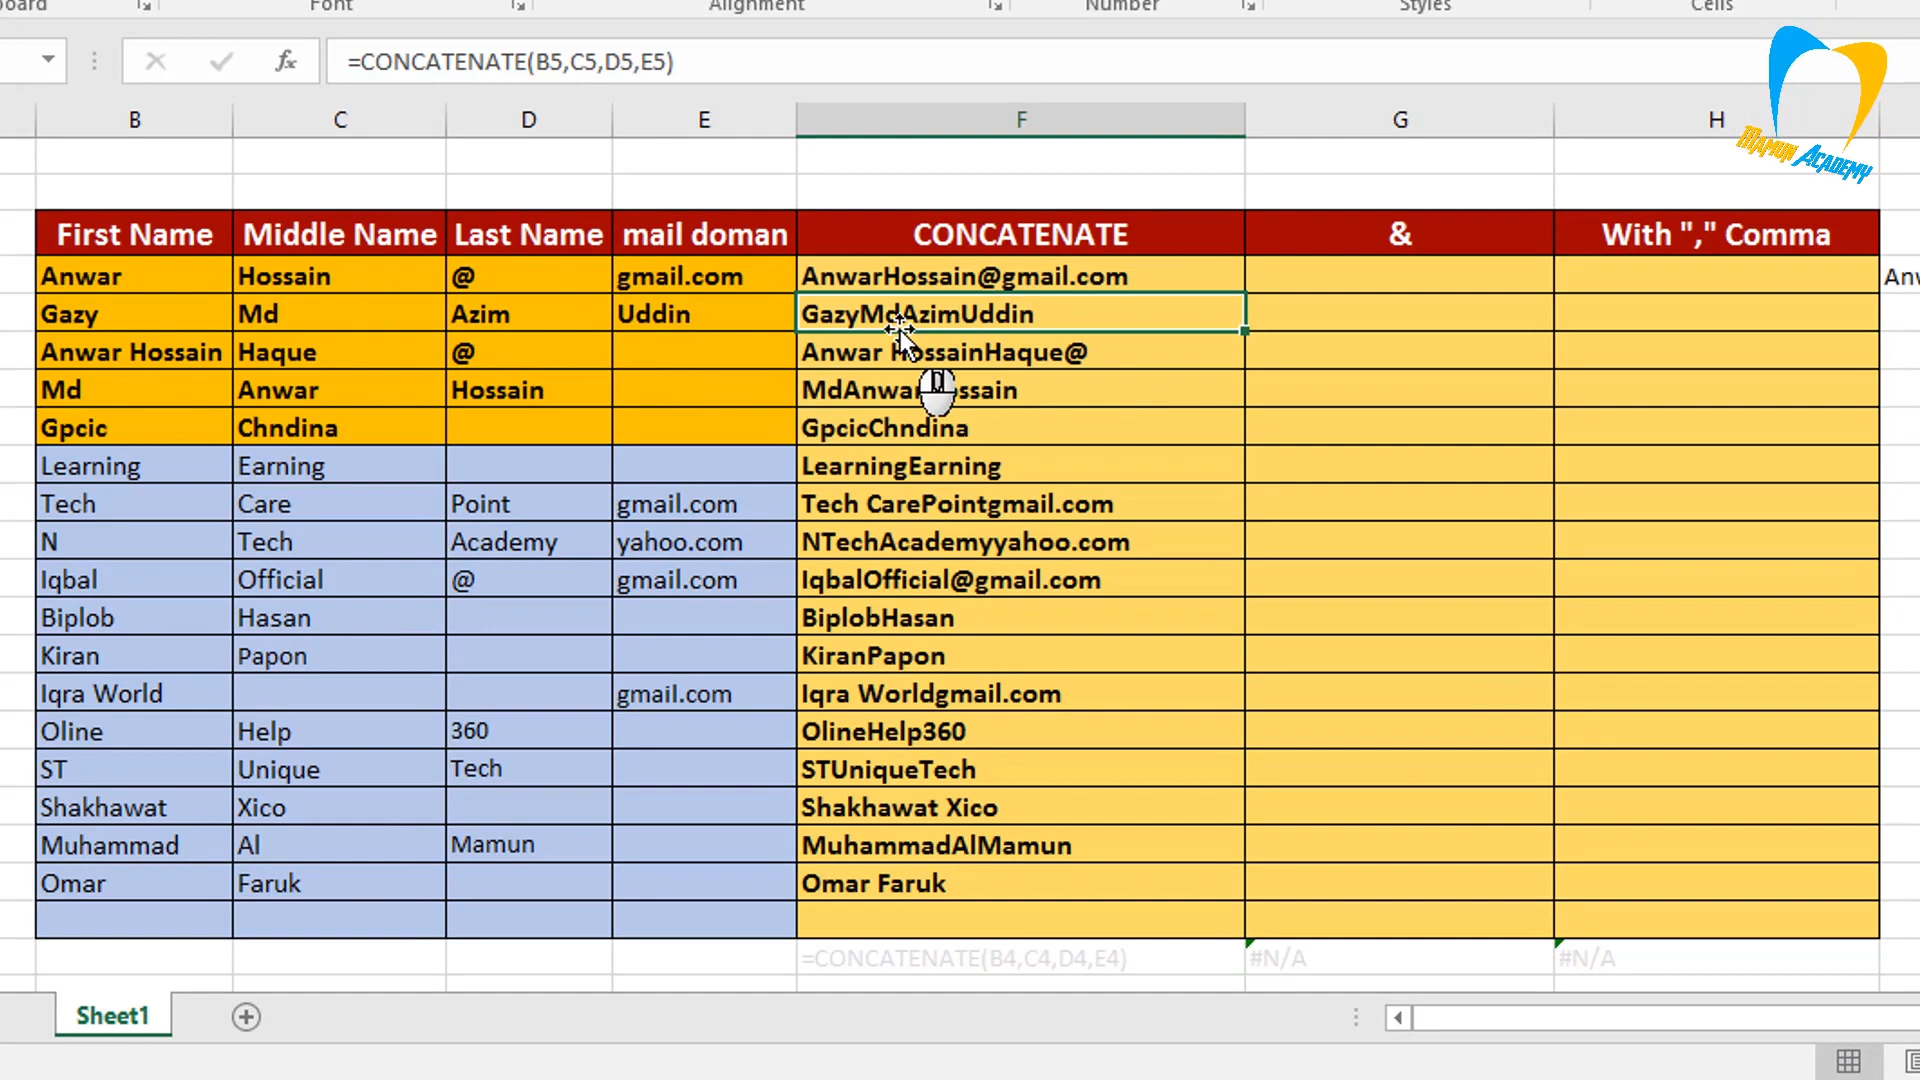 Font Alignment Number Styles Cells
fx =CONCATENATE(B5,C5,D5,E5)
MAMUN ACADEMY
B C D E F G H
First Name Middle Name Last Name mail doman CONCATENATE & With "," Comma
Anwar Hossain @ gmail.com AnwarHossain@gmail.com
Gazy Md Azim Uddin GazyMdAzimUddin
Anwar Hossain Haque @ Anwar HossainHaque@
Md Anwar Hossain MdAnwarHossain
Gpcic Chndina GpcicChndina
Learning Earning LearningEarning
Tech Care Point gmail.com Tech CarePointgmail.com
N Tech Academy yahoo.com NTechAcademyyahoo.com
Iqbal Official @ gmail.com IqbalOfficial@gmail.com
Biplob Hasan BiplobHasan
Kiran Papon KiranPapon
Iqra World gmail.com Iqra Worldgmail.com
Oline Help 360 OlineHelp360
ST Unique Tech STUniqueTech
Shakhawat Xico Shakhawat Xico
Muhammad Al Mamun MuhammadAlMamun
Omar Faruk Omar Faruk
=CONCATENATE(B4,C4,D4,E4) #N/A #N/A
Sheet1